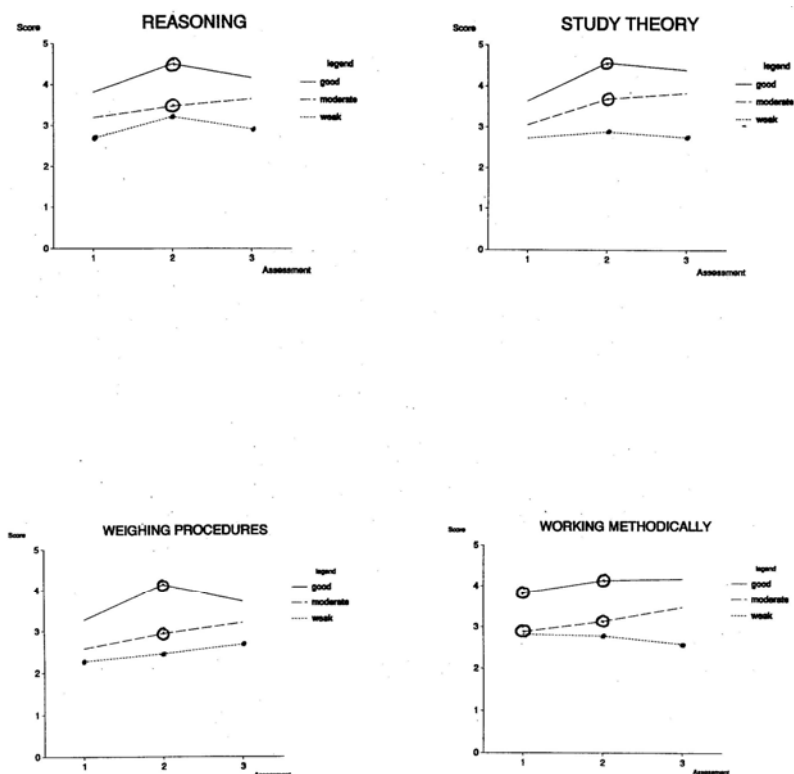 REASONING
Score
5
4
3
2
1
0
1 2 3
Assessment
legend
good
moderate
weak
STUDY THEORY
Score
5
4
3
2
1
0
1 2 3
Assessment
legend
good
moderate
weak
WEIGHING PROCEDURES
Score
5
4
3
2
1
0
1 2 3
Assessment
legend
good
moderate
weak
WORKING METHODICALLY
Score
5
4
3
2
1
0
1 2 3
Assessment
legend
good
moderate
weak